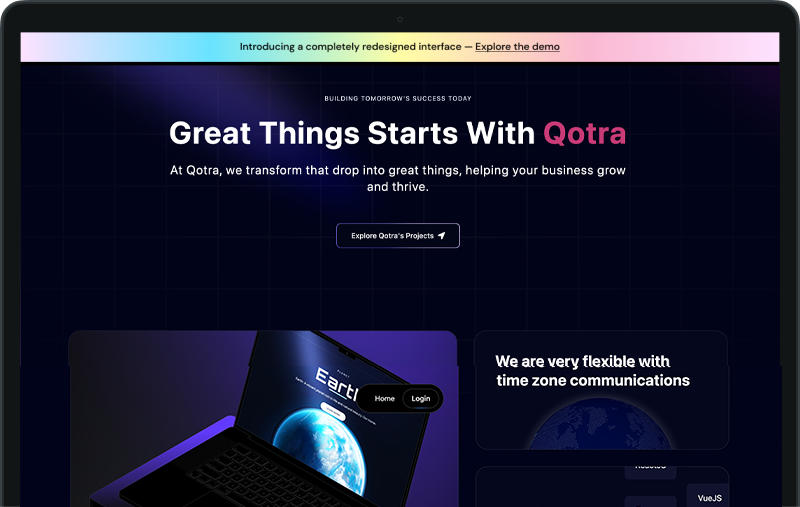 Introducing a completely redesigned interface — Explore the demo
BUILDING TOMORROW'S SUCCESS TODAY
Great Things Starts With Qotra
At Qotra, we transform that drop into great things, helping your business grow
and thrive.
Explore Qotra's Projects
PLANET
Earth
Home
Login
We are very flexible with
time zone communications
VueJS